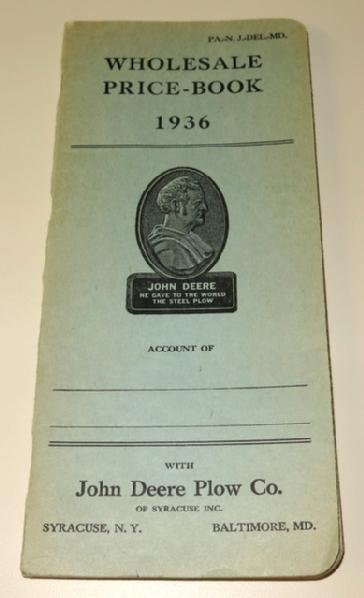 PA.-N. J.-DEL.-MD.
WHOLESALE
PRICE-BOOK
1936
JOHN DEERE
HE GAVE TO THE WORLD
THE STEEL PLOW
ACCOUNT OF
WITH
John Deere Plow Co.
OF SYRACUSE INC.
SYRACUSE, N. Y. BALTIMORE, MD.